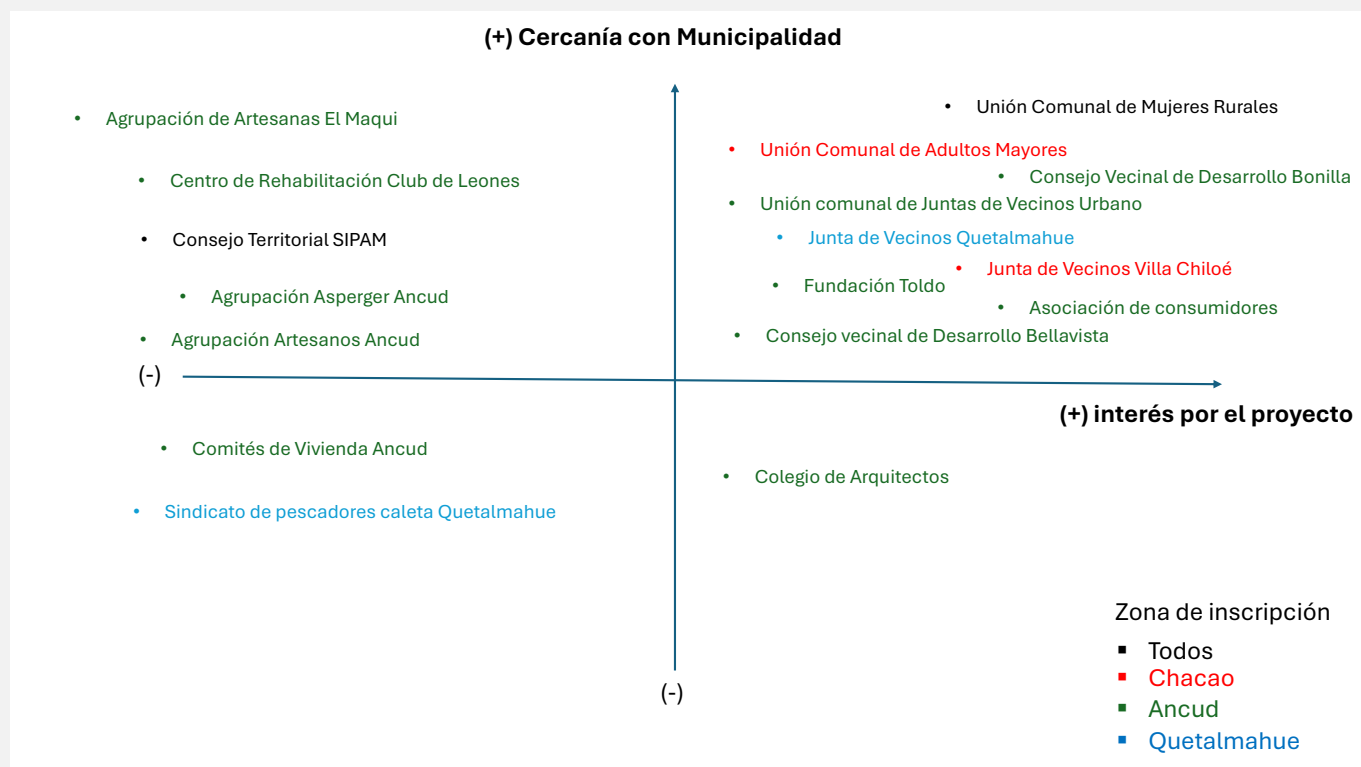 (+) Cercanía con Municipalidad
• Agrupación de Artesanas El Maqui
• Centro de Rehabilitación Club de Leones
• Consejo Territorial SIPAM
• Agrupación Asperger Ancud
• Agrupación Artesanos Ancud
(-)
• Unión Comunal de Mujeres Rurales
• Unión Comunal de Adultos Mayores
• Consejo Vecinal de Desarrollo Bonilla
• Unión comunal de Juntas de Vecinos Urbano
• Junta de Vecinos Quetalmahue
• Junta de Vecinos Villa Chiloé
• Fundación Toldo
• Asociación de consumidores
• Consejo vecinal de Desarrollo Bellavista
(+) interés por el proyecto
• Comités de Vivienda Ancud
• Sindicato de pescadores caleta Quetalmahue
• Colegio de Arquitectos
(-)
Zona de inscripción
▪ Todos
▪ Chacao
▪ Ancud
▪ Quetalmahue